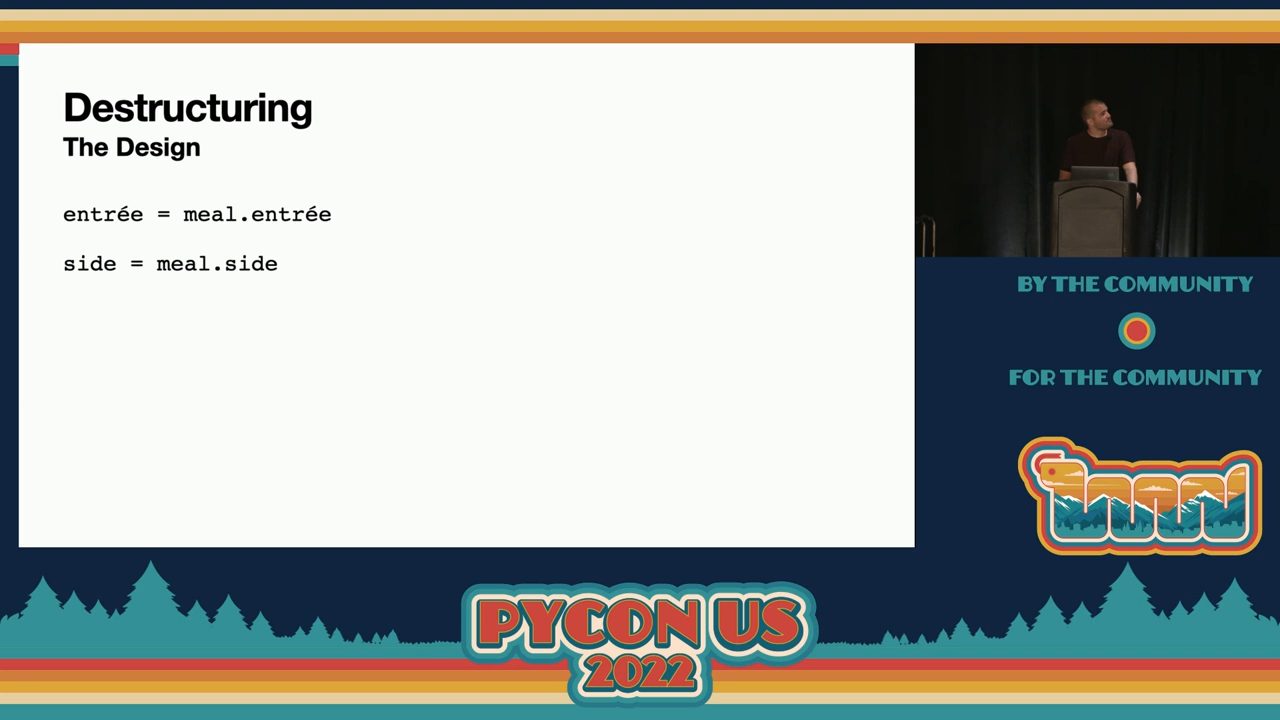 Destructuring
The Design
entrée = meal.entrée
side = meal.side
BY THE COMMUNITY
FOR THE COMMUNITY
PYCON US
2022